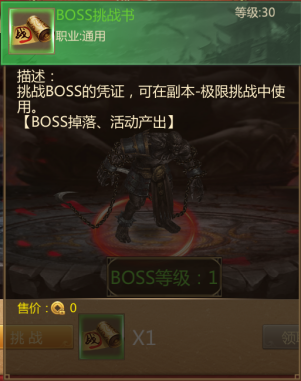 BOSS挑战书 等级:30
职业:通用
描述：
挑战BOSS的凭证，可在副本-极限挑战中使
用。
【BOSS掉落、活动产出】
BOSS等级：1
售价： 0
挑战 X1 领